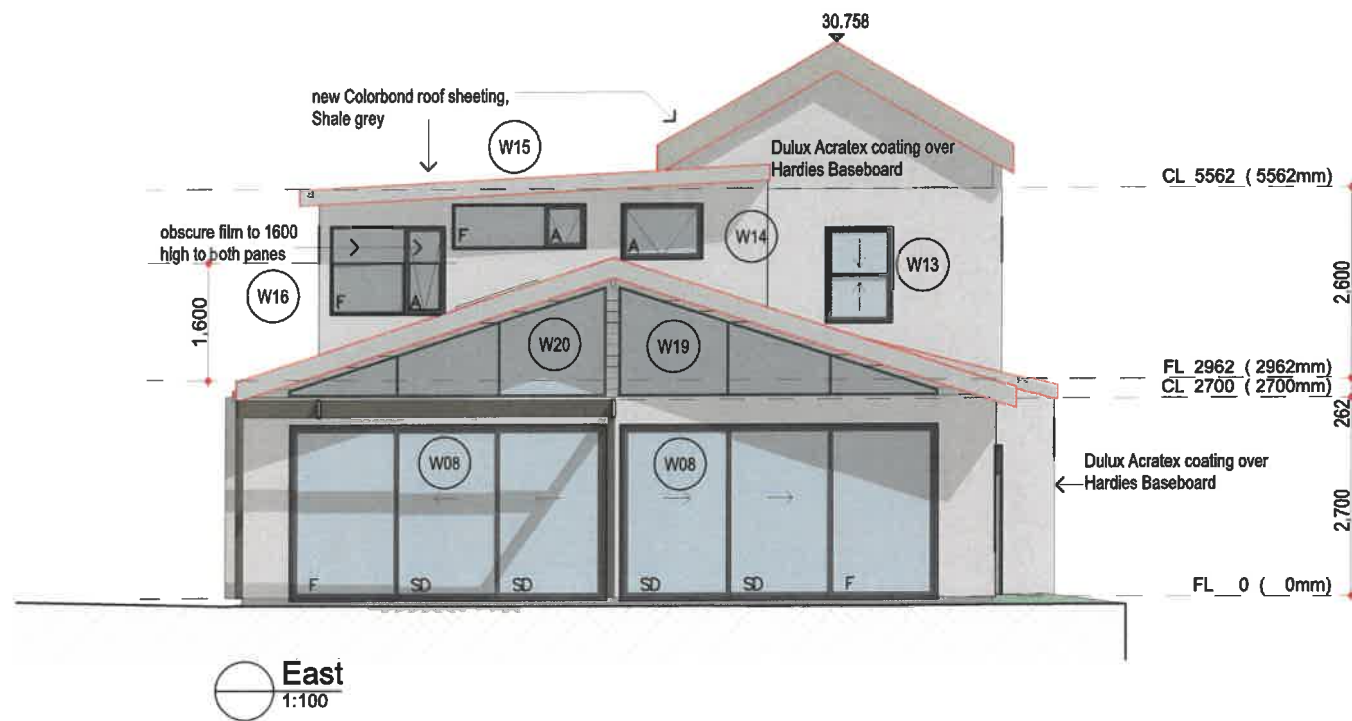 30.758
new Colorbond roof sheeting,
Shale grey
W15
Dulux Acratex coating over
Hardies Baseboard
CL 5562 ( 5562mm)
obscure film to 1600
high to both panes
F
A
A
W14
W13
W16
F
A
1,600
2,600
W20
W19
FL 2962 ( 2962mm)
CL 2700 ( 2700mm)
262
W08
W08
Dulux Acratex coating over
Hardies Baseboard
2,700
F
SD
SD
SD
SD
F
FL 0 ( 0mm)
East
1:100